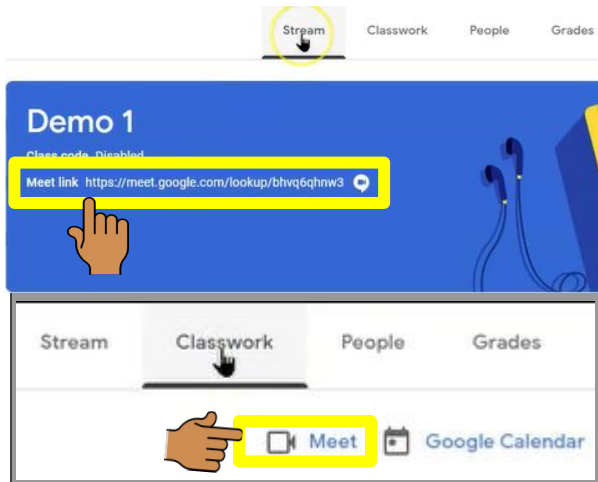 Stream Classwork People Grades
Demo 1
Class code Disabled
Meet link https://meet.google.com/lookup/bhvq6qhnw3
Stream Classwork People Grades
Meet Google Calendar